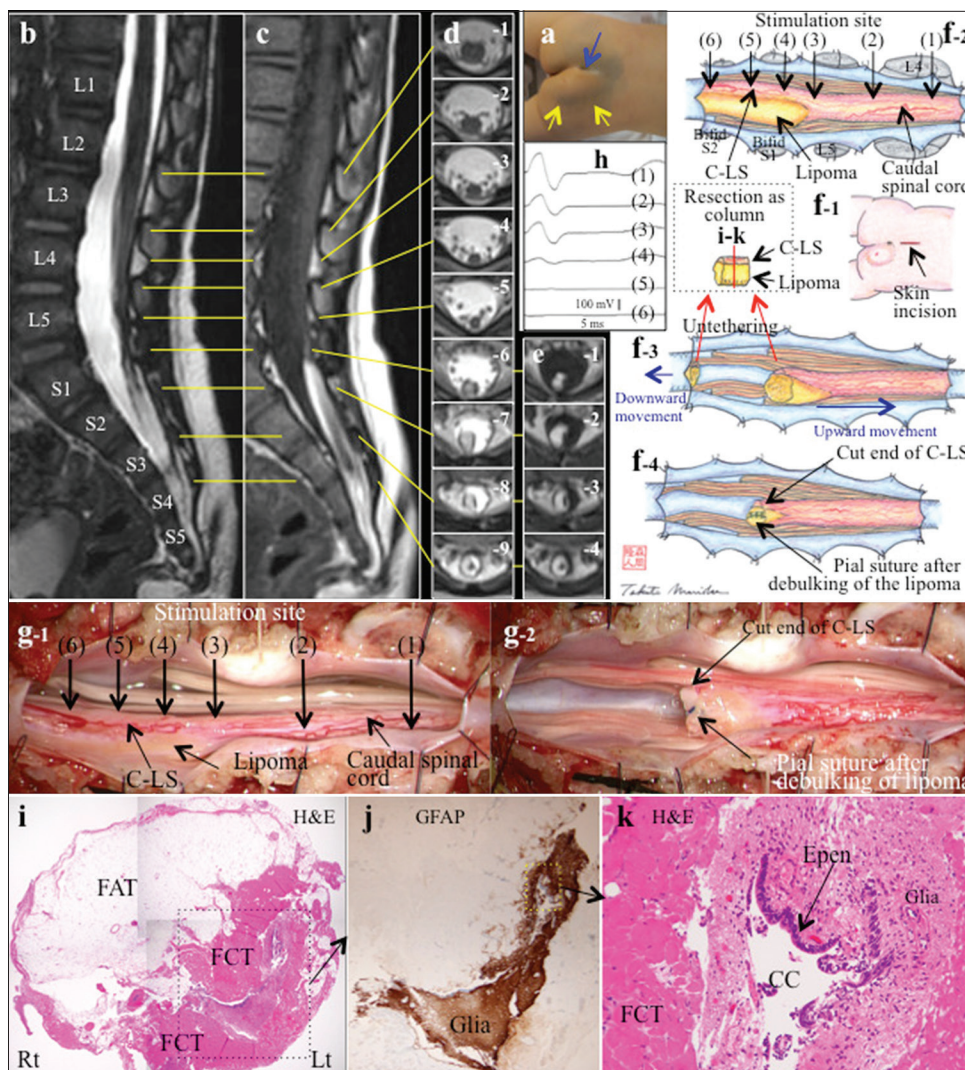 b
L1
L2
L3
L4
L5
S1
S2
S3
S4
S5
c
d
-1
-2
-3
-4
-5
-6
-7
-8
-9
e
-1
-2
-3
-4
a
h
(1)
(2)
(3)
(4)
(5)
(6)
100 mV
5 ms
Stimulation site
f-2
(6) (5) (4) (3) (2) (1)
L4
Bifid S2
Bifid S1
L5
C-LS
Lipoma
Caudal spinal cord
Resection as column
i-k
C-LS
Lipoma
f-1
Skin incision
Untethering
f-3
Downward movement
Upward movement
f-4
Cut end of C-LS
Pial suture after
debulking of the lipoma
g-1
Stimulation site
(6) (5) (4) (3) (2) (1)
C-LS
Lipoma
Caudal spinal
cord
g-2
Cut end of C-LS
Pial suture after
debulking of lipoma
i
H&E
FAT
FCT
FCT
Rt
Lt
j
GFAP
Glia
k
H&E
Epen
Glia
CC
FCT